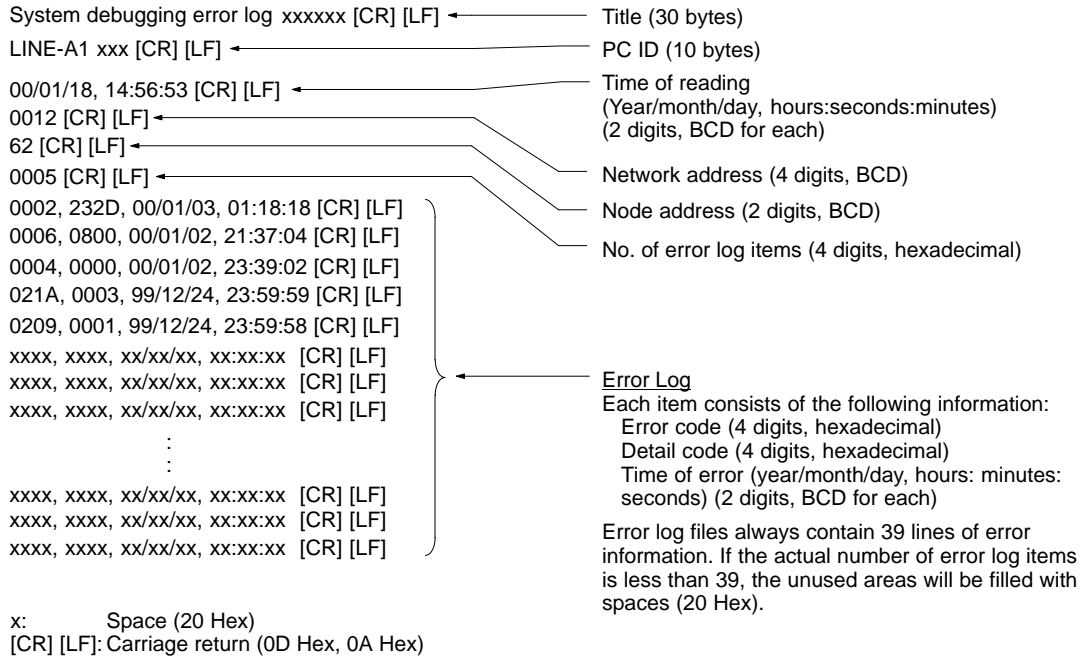 System debugging error log xxxxxx [CR] [LF]
Title (30 bytes)
LINE-A1 xxx [CR] [LF]
PC ID (10 bytes)
00/01/18, 14:56:53 [CR] [LF]
Time of reading
(Year/month/day, hours:seconds:minutes)
(2 digits, BCD for each)
0012 [CR] [LF]
62 [CR] [LF]
0005 [CR] [LF]
Network address (4 digits, BCD)
Node address (2 digits, BCD)
No. of error log items (4 digits, hexadecimal)
0002, 232D, 00/01/03, 01:18:18 [CR] [LF]
0006, 0800, 00/01/02, 21:37:04 [CR] [LF]
0004, 0000, 00/01/02, 23:39:02 [CR] [LF]
021A, 0003, 99/12/24, 23:59:59 [CR] [LF]
0209, 0001, 99/12/24, 23:59:58 [CR] [LF]
xxxx, xxxx, xx/xx/xx, xx:xx:xx [CR] [LF]
xxxx, xxxx, xx/xx/xx, xx:xx:xx [CR] [LF]
xxxx, xxxx, xx/xx/xx, xx:xx:xx [CR] [LF]
:
:
xxxx, xxxx, xx/xx/xx, xx:xx:xx [CR] [LF]
xxxx, xxxx, xx/xx/xx, xx:xx:xx [CR] [LF]
xxxx, xxxx, xx/xx/xx, xx:xx:xx [CR] [LF]
Error Log
Each item consists of the following information:
Error code (4 digits, hexadecimal)
Detail code (4 digits, hexadecimal)
Time of error (year/month/day, hours: minutes:
seconds) (2 digits, BCD for each)
Error log files always contain 39 lines of error
information. If the actual number of error log items
is less than 39, the unused areas will be filled with
spaces (20 Hex).
x: Space (20 Hex)
[CR] [LF]: Carriage return (0D Hex, 0A Hex)